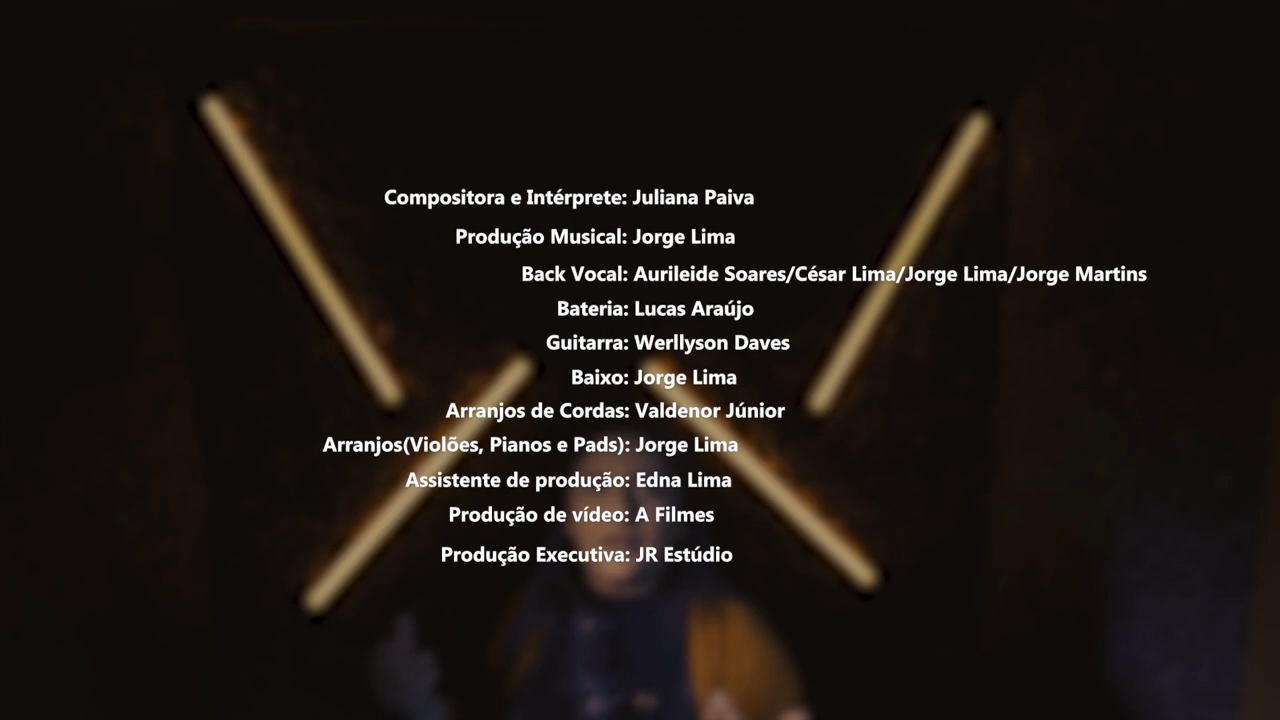 Compositora e Intérprete: Juliana Paiva
Produção Musical: Jorge Lima
Back Vocal: Aurileide Soares/César Lima/Jorge Lima/Jorge Martins
Bateria: Lucas Araújo
Guitarra: Werllyson Daves
Baixo: Jorge Lima
Arranjos de Cordas: Valdenor Júnior
Arranjos(Violões, Pianos e Pads): Jorge Lima
Assistente de produção: Edna Lima
Produção de vídeo: A Filmes
Produção Executiva: JR Estúdio